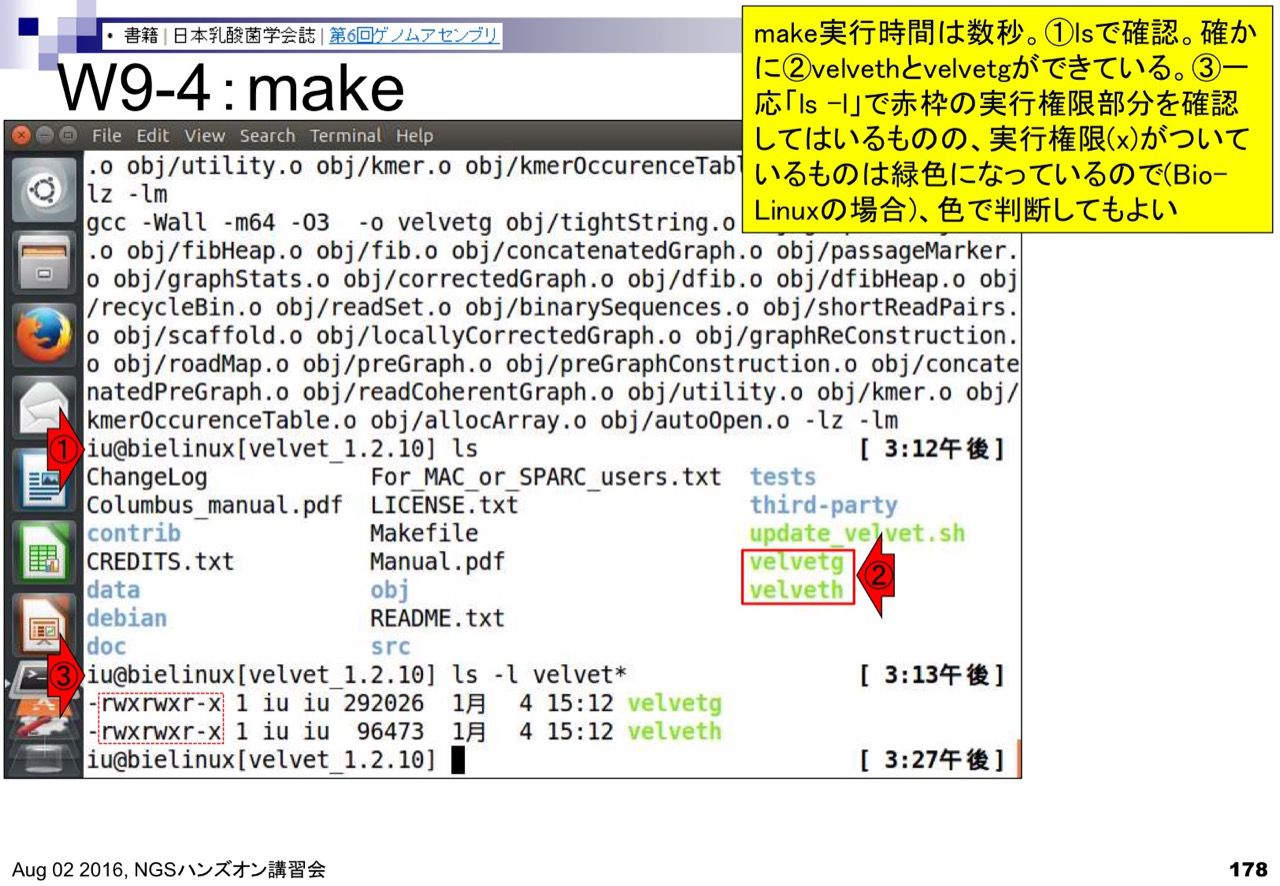 • 書籍 | 日本乳酸菌学会誌 | 第6回ゲノムアセンブリ
W9-4：make
make実行時間は数秒。①lsで確認。確か
に②velvethとvelvetgができている。③一
応「ls -l」で赤枠の実行権限部分を確認
してはいるものの、実行権限(x)がついて
いるものは緑色になっているので(Bio-
Linuxの場合)、色で判断してもよい
File Edit View Search Terminal Help
.o obj/utility.o obj/kmer.o obj/kmerOccurenceTabl
lz -lm
gcc -Wall -m64 -O3  -o velvetg obj/tightString.o
.o obj/fibHeap.o obj/fib.o obj/concatenatedGraph.o obj/passageMarker.
o obj/graphStats.o obj/correctedGraph.o obj/dfib.o obj/dfibHeap.o obj
/recycleBin.o obj/readSet.o obj/binarySequences.o obj/shortReadPairs.
o obj/scaffold.o obj/locallyCorrectedGraph.o obj/graphReConstruction.
o obj/roadMap.o obj/preGraph.o obj/preGraphConstruction.o obj/concate
natedPreGraph.o obj/readCoherentGraph.o obj/utility.o obj/kmer.o obj/
kmerOccurenceTable.o obj/allocArray.o obj/autoOpen.o -lz -lm
① iu@bielinux[velvet_1.2.10] ls [ 3:12午後]
ChangeLog For_MAC_or_SPARC_users.txt tests
Columbus_manual.pdf LICENSE.txt third-party
contrib Makefile update_velvet.sh
CREDITS.txt Manual.pdf velvetg ②
data obj velveth
debian README.txt
doc src
③ iu@bielinux[velvet_1.2.10] ls -l velvet* [ 3:13午後]
-rwxrwxr-x 1 iu iu 292026  1月   4 15:12 velvetg
-rwxrwxr-x 1 iu iu  96473  1月   4 15:12 velveth
iu@bielinux[velvet_1.2.10] [ 3:27午後]
Aug 02 2016, NGSハンズオン講習会
178